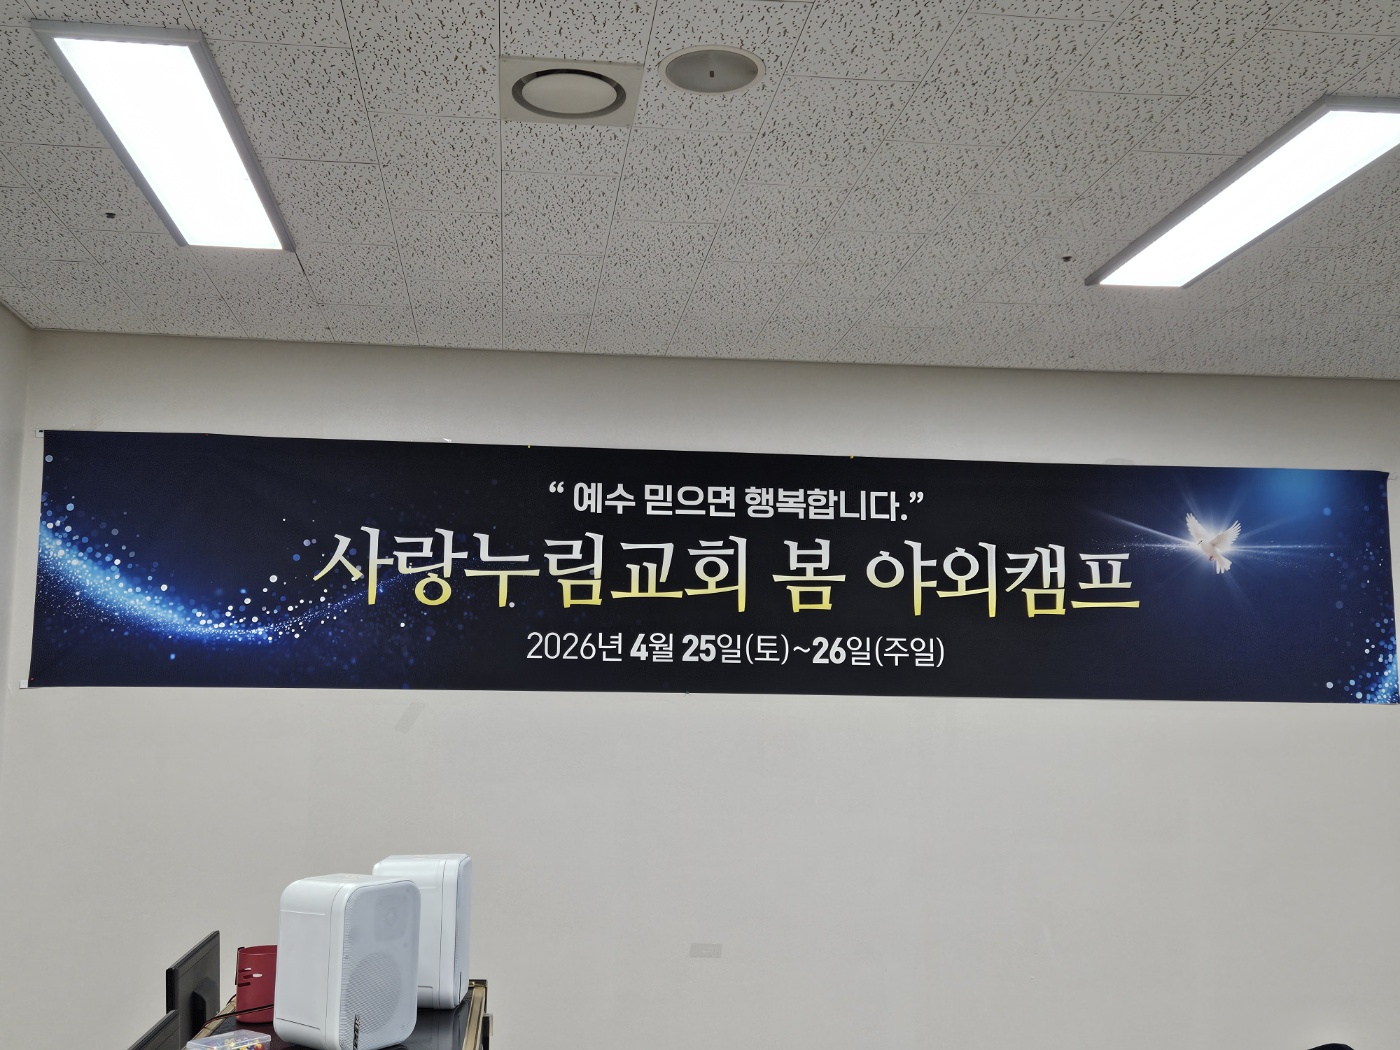 “ 예수 믿으면 행복합니다.”
사랑누림교회 봄 야외캠프
2026년 4월 25일(토)~26일(주일)